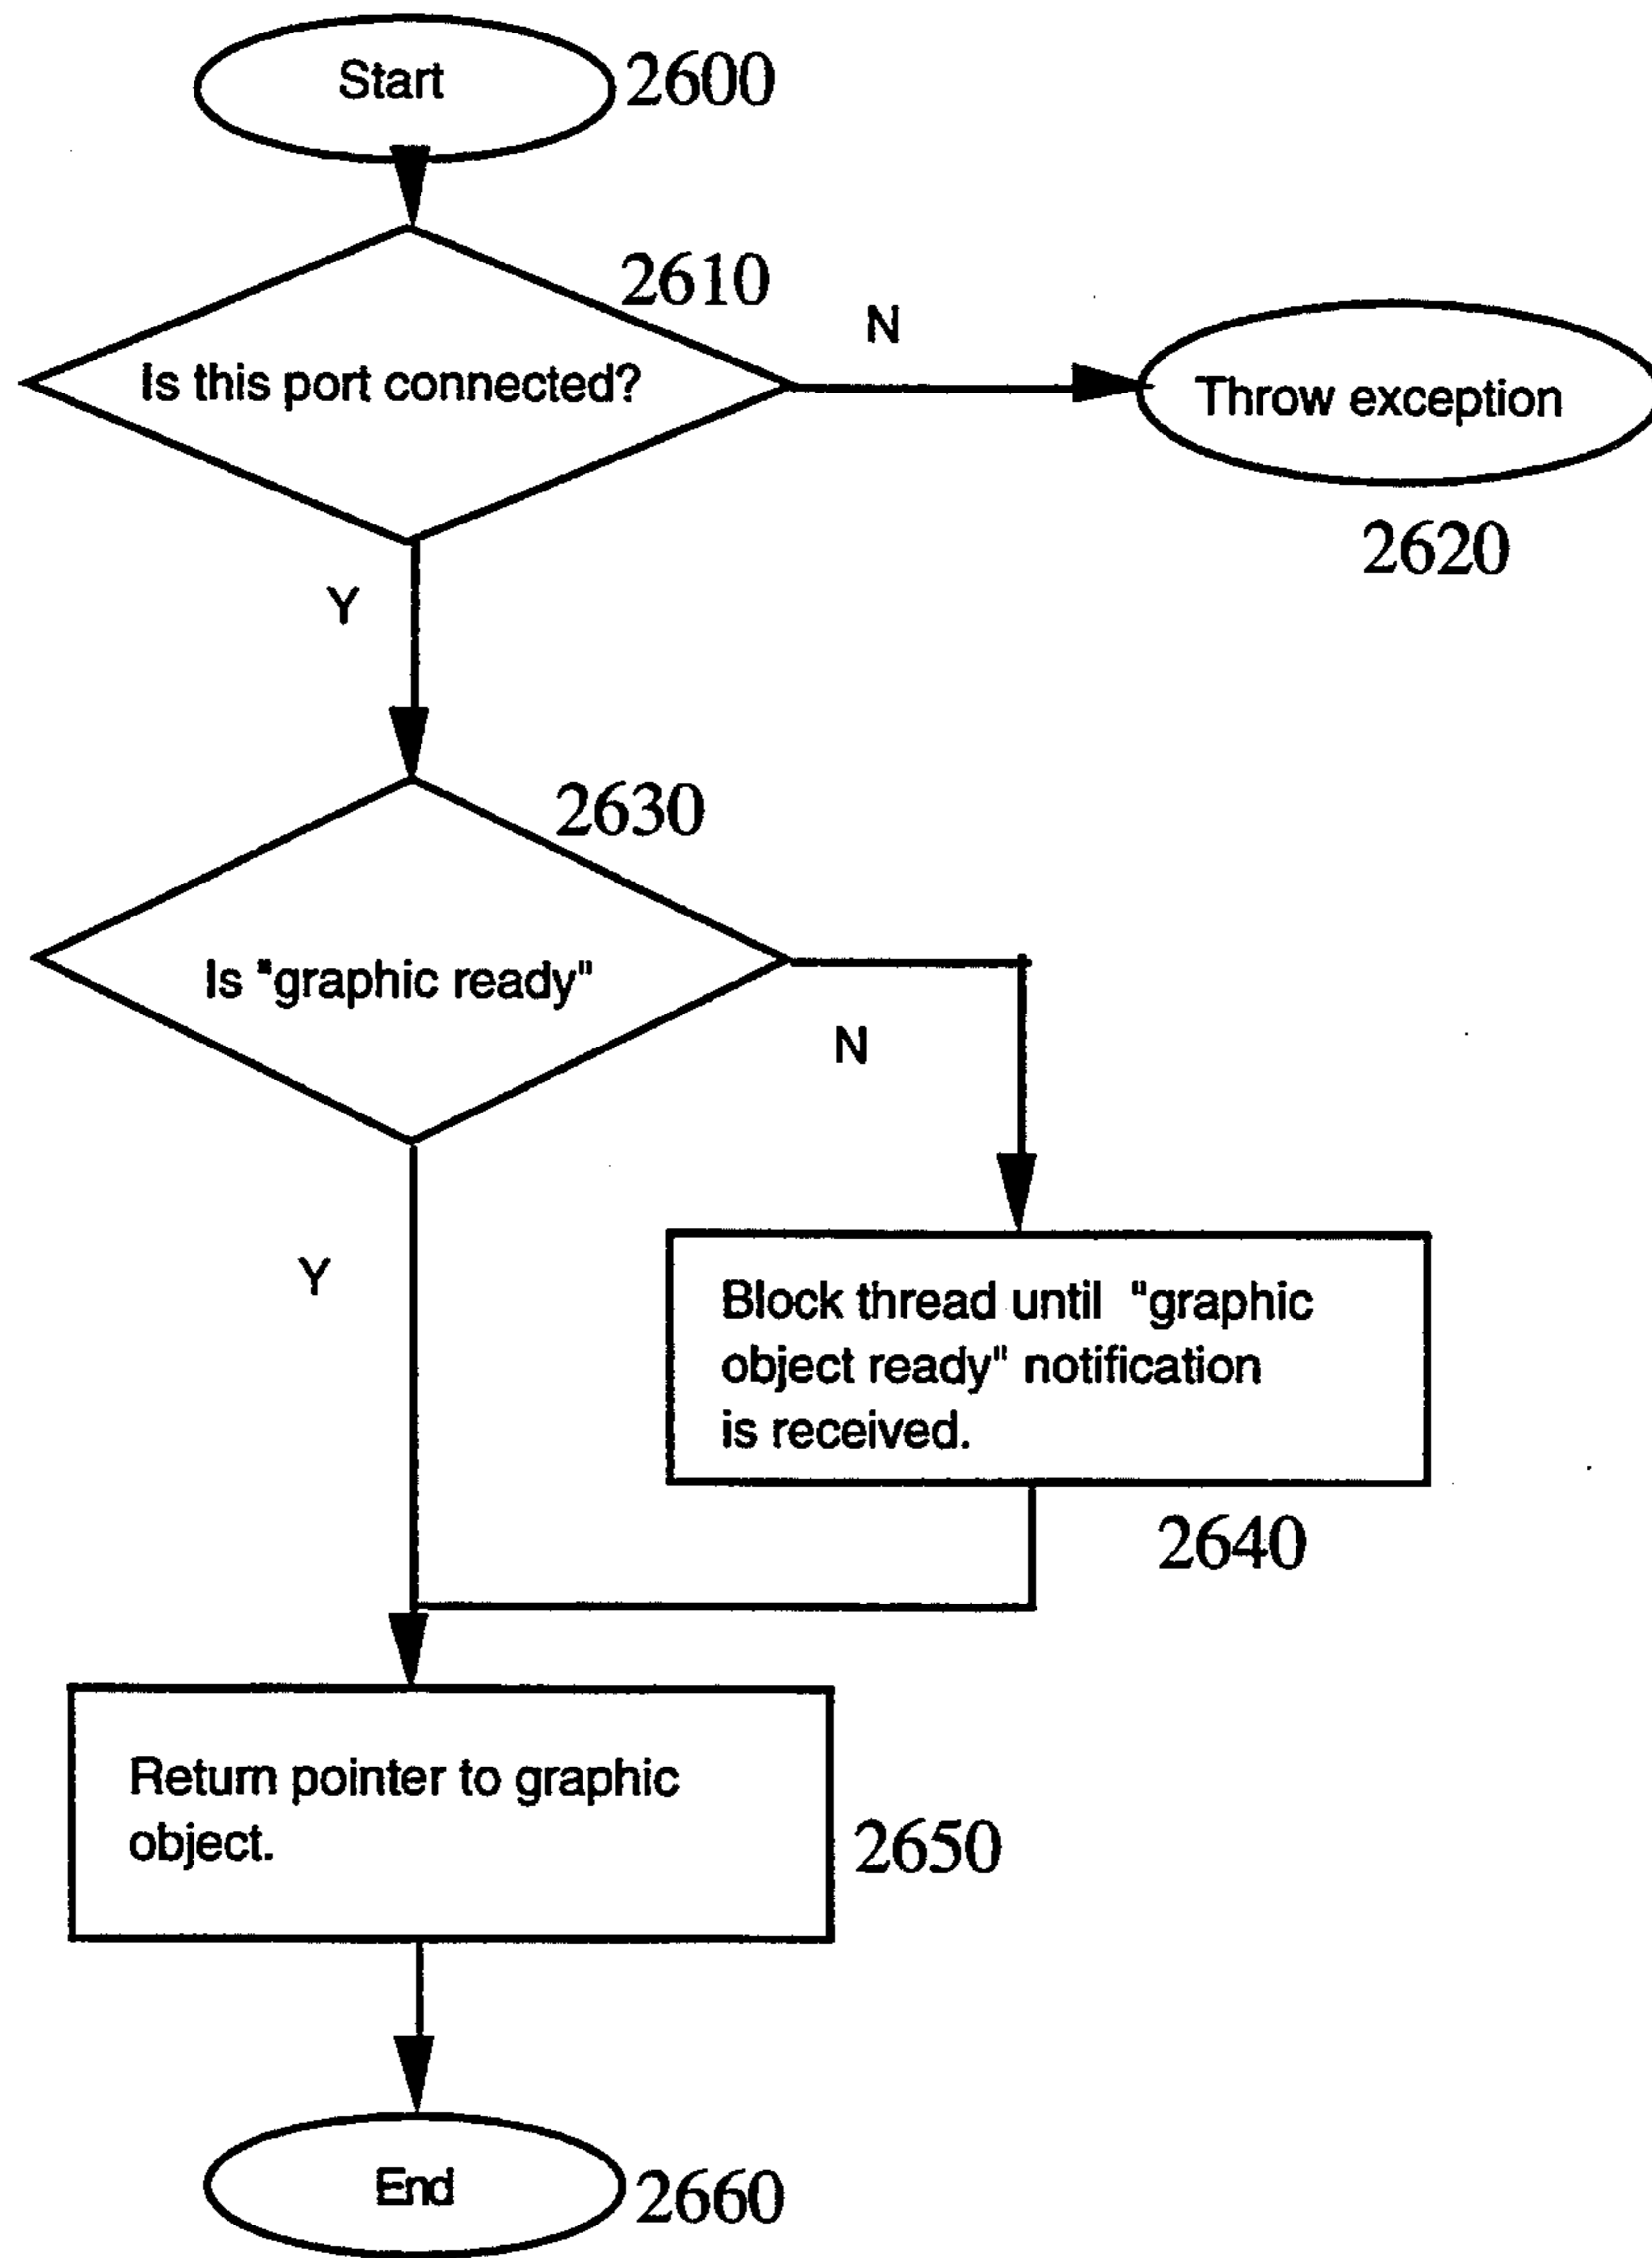 Start
2600
2610
N
Is this port connected?
Throw exception
2620
Y
2630
Is "graphic ready"
N
Y
Block thread until "graphic
object ready" notification
is received.
2640
Return pointer to graphic
object.
2650
End
2660